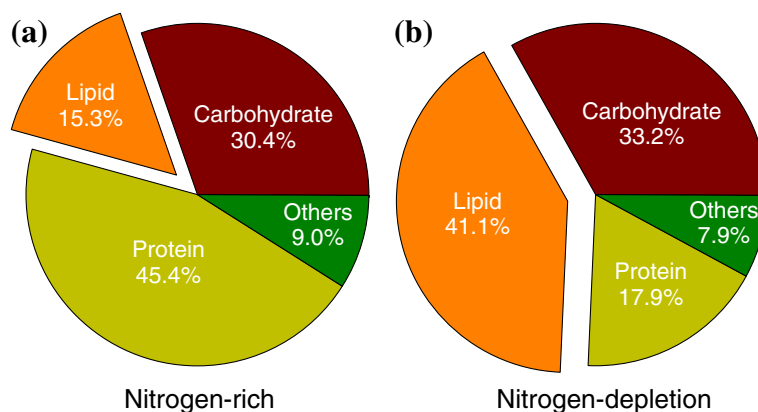 (a)
Lipid
15.3%
Carbohydrate
30.4%
Others
9.0%
Protein
45.4%
Nitrogen-rich
(b)
Carbohydrate
33.2%
Lipid
41.1%
Others
7.9%
Protein
17.9%
Nitrogen-depletion